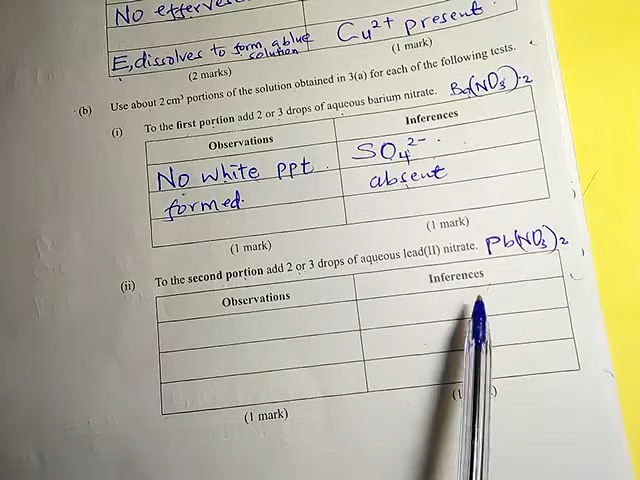 No efferves
E, dissolves to form a blue
solution
Cu²⁺ present
(2 marks)
(1 mark)
(b) Use about 2 cm³ portions of the solution obtained in 3(a) for each of the following tests.
(i) To the first portion add 2 or 3 drops of aqueous barium nitrate. Ba(NO₃)₂
Observations
Inferences
No white ppt
formed.
SO₄²⁻
absent
(1 mark)
(1 mark)
(ii) To the second portion add 2 or 3 drops of aqueous lead(II) nitrate. Pb(NO₃)₂
Observations
Inferences
(1 mark)
(1